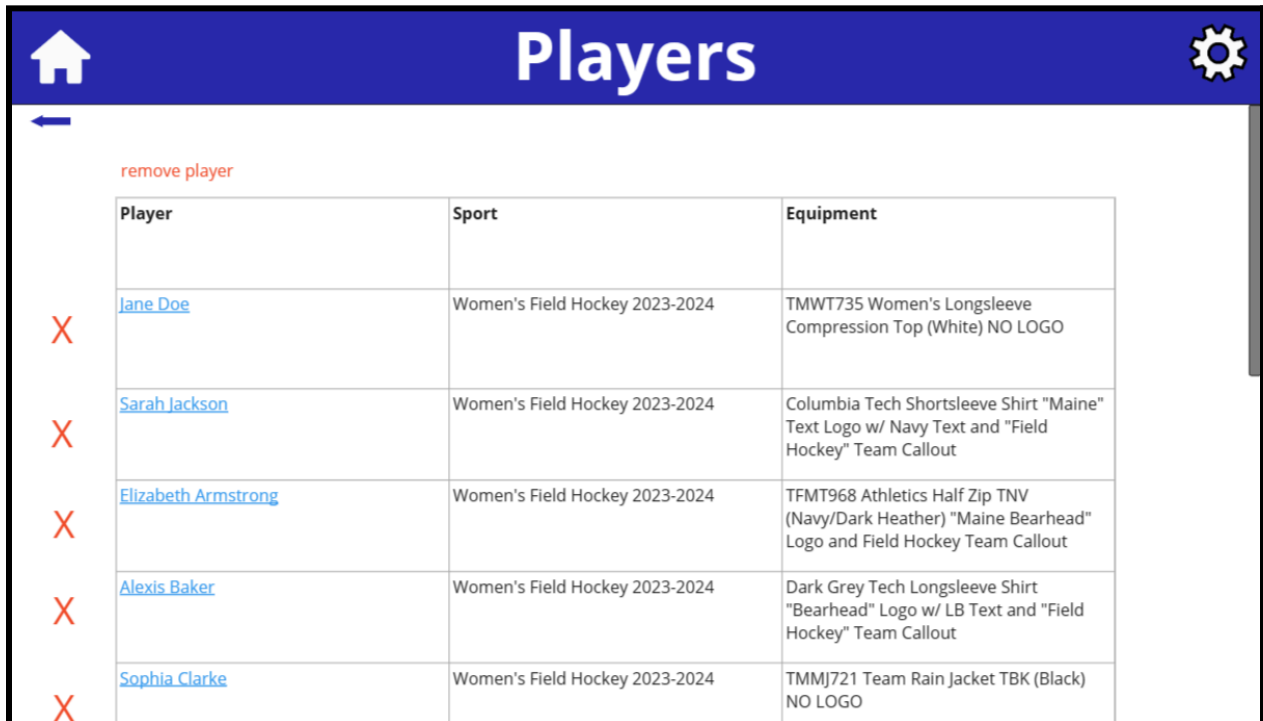 Players
remove player
Player Sport Equipment
Jane Doe Women's Field Hockey 2023-2024 TMWT735 Women's Longsleeve
Compression Top (White) NO LOGO
X
Sarah Jackson Women's Field Hockey 2023-2024 Columbia Tech Shortsleeve Shirt "Maine"
Text Logo w/ Navy Text and "Field
X
Hockey" Team Callout
Elizabeth Armstrong Women's Field Hockey 2023-2024 TFMT968 Athletics Half Zip TNV
(Navy/Dark Heather) "Maine Bearhead"
X
Logo and Field Hockey Team Callout
Alexis Baker Women's Field Hockey 2023-2024 Dark Grey Tech Longsleeve Shirt
"Bearhead" Logo w/ LB Text and "Field
X
Hockey" Team Callout
Sophia Clarke Women's Field Hockey 2023-2024 TMMJ721 Team Rain Jacket TBK (Black)
NO LOGO
X